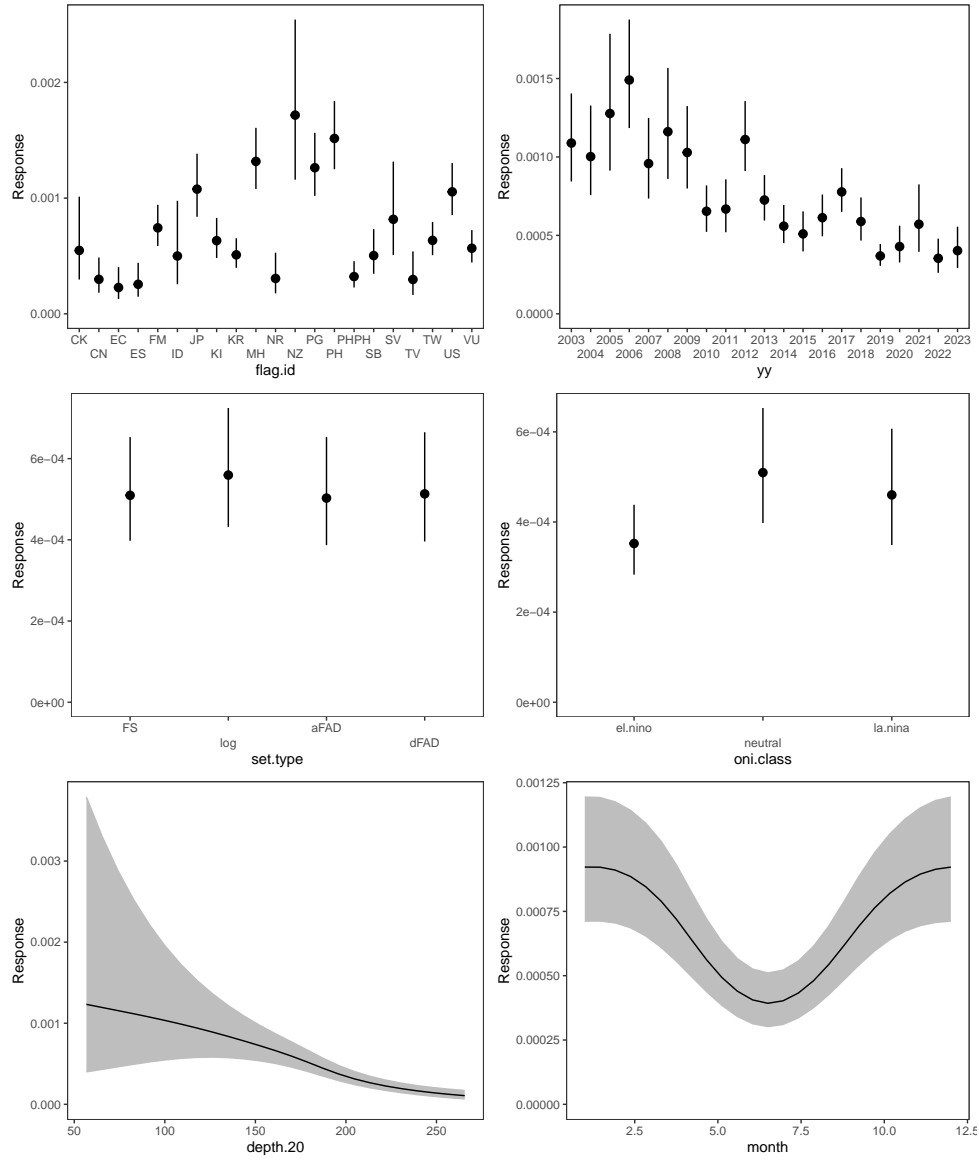 0.002
0.001
0.000
Response
CK EC FM JP KR NR PG PHPH SV TW VU
CN ES ID KI MH NZ PH SB TV US
flag.id
0.0015
0.0010
0.0005
0.0000
Response
2003 2005 2007 2009 2011 2013 2015 2017 2019 2021 2023
2004 2006 2008 2010 2012 2014 2016 2018 2020 2022
yy
6e−04
4e−04
2e−04
0e+00
Response
FS aFAD
log dFAD
set.type
6e−04
4e−04
2e−04
0e+00
Response
el.nino la.nina
neutral
oni.class
0.003
0.002
0.001
0.000
Response
50 100 150 200 250
depth.20
0.00125
0.00100
0.00075
0.00050
0.00025
0.00000
Response
2.5 5.0 7.5 10.0 12.5
month